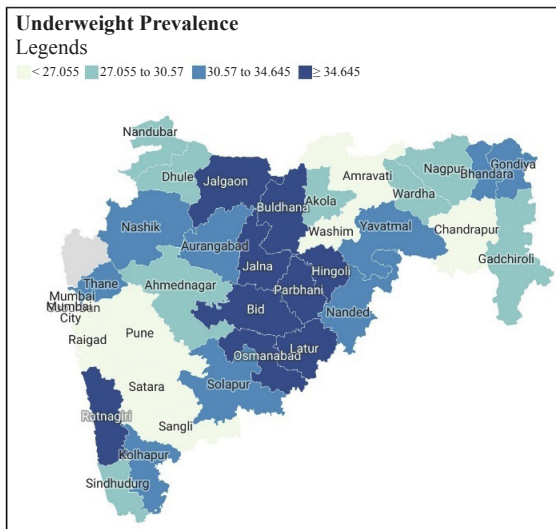 Underweight Prevalence
Legends
< 27.055 27.055 to 30.57 30.57 to 34.645 ≥ 34.645
Nandubar
Dhule
Jalgaon
Buldhana
Akola
Amravati
Nagpur
Wardha
Bhandara
Gondiya
Nashik
Aurangabad
Washim
Yavatmal
Chandrapur
Gadchiroli
Jalna
Hingoli
Parbhani
Thane
Ahmednagar
Mumbai
Mumbai
City
Bid
Nanded
Raigad
Pune
Osmanabad
Latur
Satara
Solapur
Ratnagiri
Sangli
Kolhapur
Sindhudurg